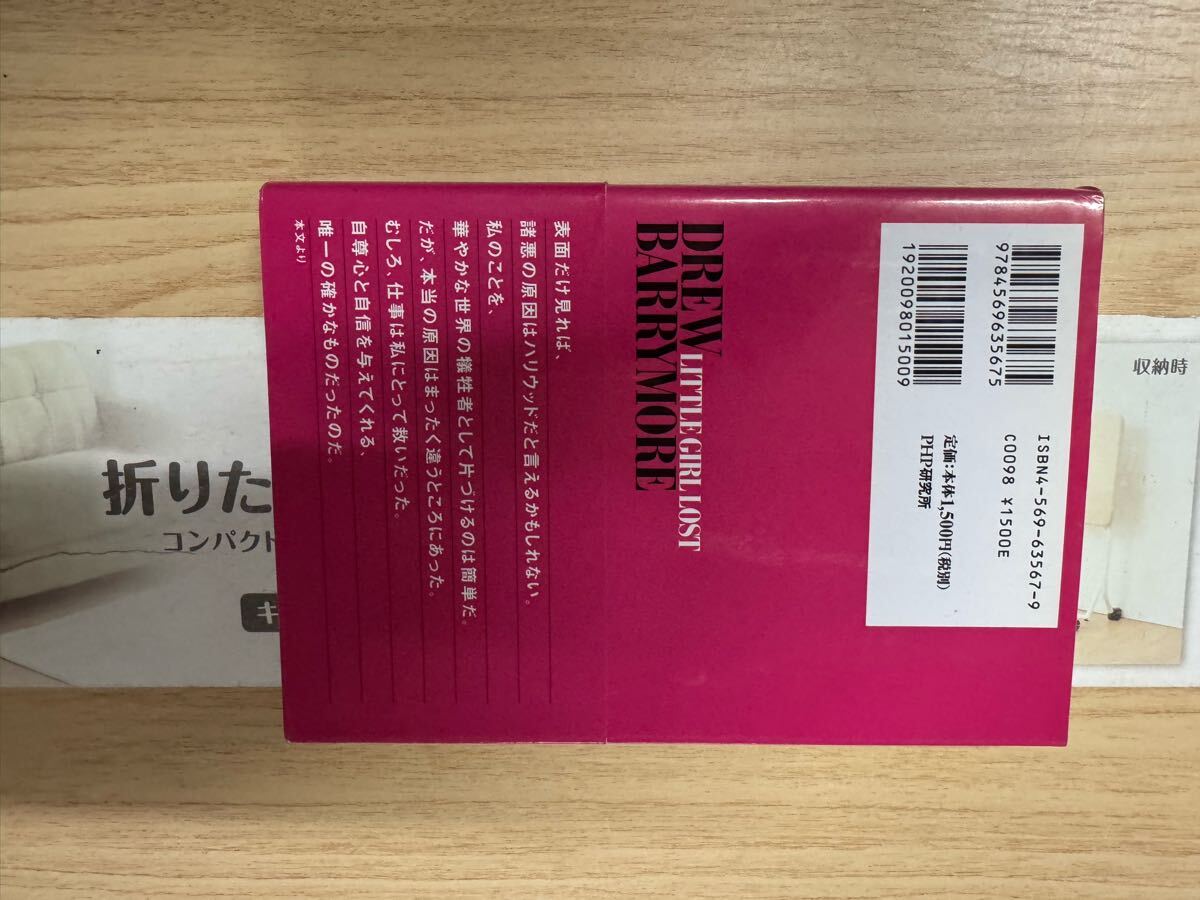 9784569635675
1920098015009
ISBN4-569-63567-9
C0098 ¥1500E
定価:本体1,500円(税別)
PHP研究所
DREW
LITTLE GIRL LOST
BARRYMORE
表面だけ見れば、
諸悪の原因はハリウッドだと言えるかもしれない。
私のことを、
華やかな世界の犠牲者として片づけるのは簡単だ。
だが、本当の原因はまったく違うところにあった。
むしろ、仕事は私にとって救いだった。
自尊心と自信を与えてくれる、
唯一の確かなものだったのだ。
本文より
折りた
コンパクト
キ
収納時